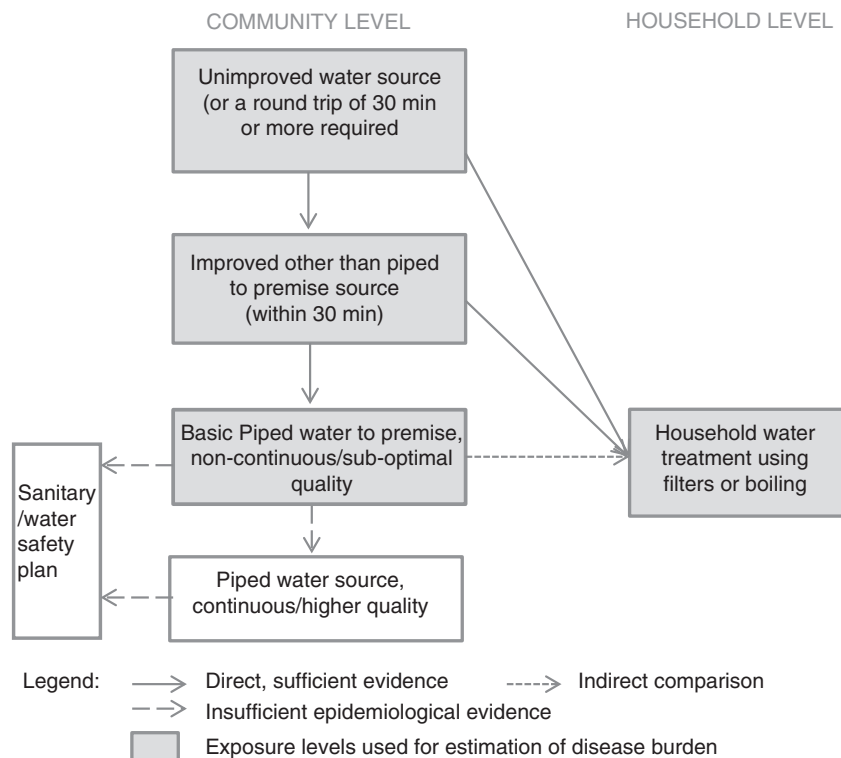 COMMUNITY LEVEL
HOUSEHOLD LEVEL
Unimproved water source
(or a round trip of 30 min
or more required
Improved other than piped
to premise source
(within 30 min)
Basic Piped water to premise,
non-continuous/sub-optimal
quality
Household water
treatment using
filters or boiling
Sanitary
/water
safety
plan
Piped water source,
continuous/higher quality
Legend:
Direct, sufficient evidence
Indirect comparison
Insufficient epidemiological evidence
Exposure levels used for estimation of disease burden